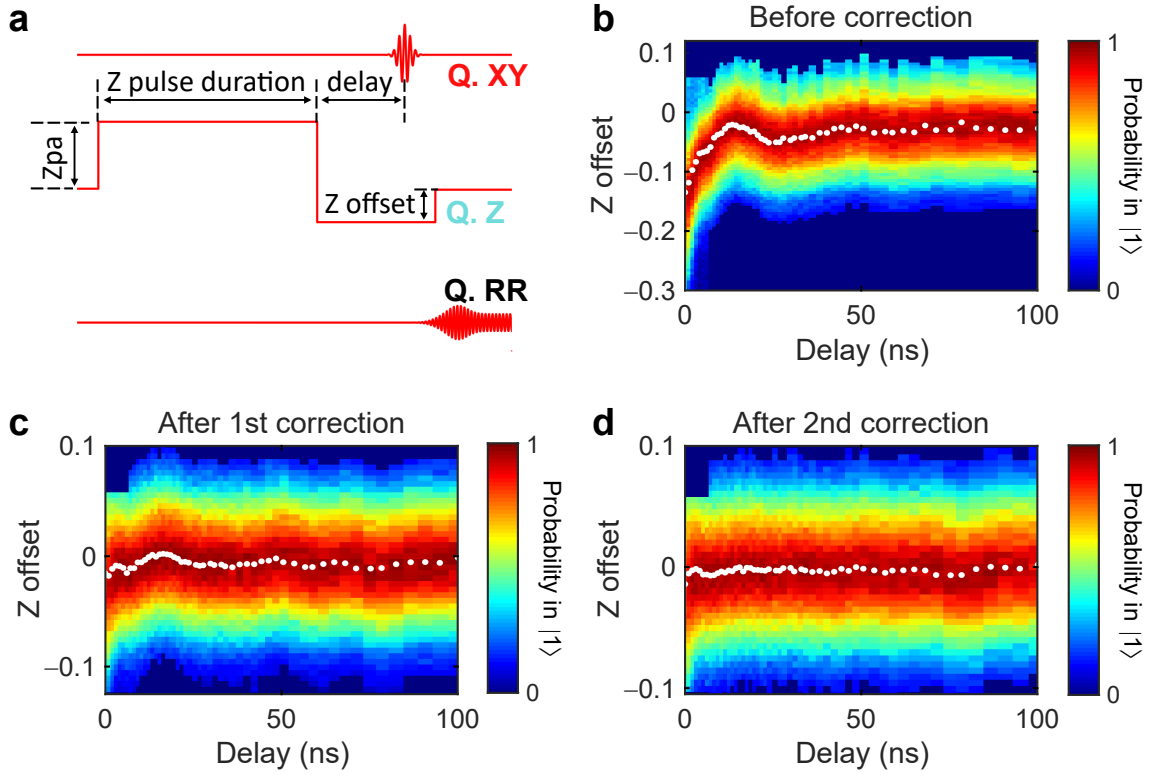 a
Q. XY
Z pulse duration
delay
Zpa
Z offset
Q. Z
Q. RR
b
Before correction
0.1
0
−0.1
−0.2
−0.3
Z offset
0
50
100
Delay (ns)
1
0
Probability in |1⟩
c
After 1st correction
0.1
0
−0.1
Z offset
0
50
100
Delay (ns)
1
0
Probability in |1⟩
d
After 2nd correction
0.1
0
−0.1
Z offset
0
50
100
Delay (ns)
1
0
Probability in |1⟩